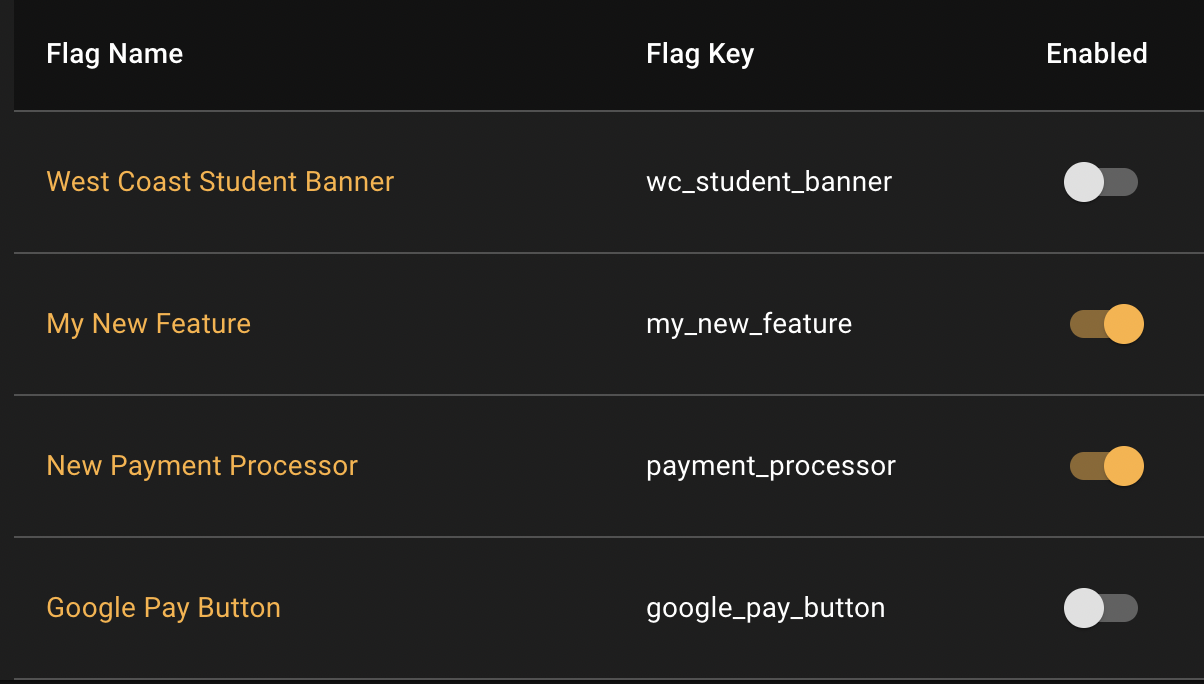 Flag Name Flag Key Enabled
West Coast Student Banner wc_student_banner
My New Feature my_new_feature
New Payment Processor payment_processor
Google Pay Button google_pay_button